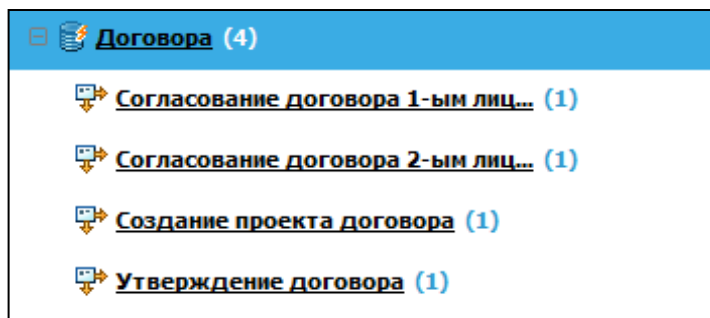 Договора (4)
Согласование договора 1-ым лиц... (1)
Согласование договора 2-ым лиц... (1)
Создание проекта договора (1)
Утверждение договора (1)